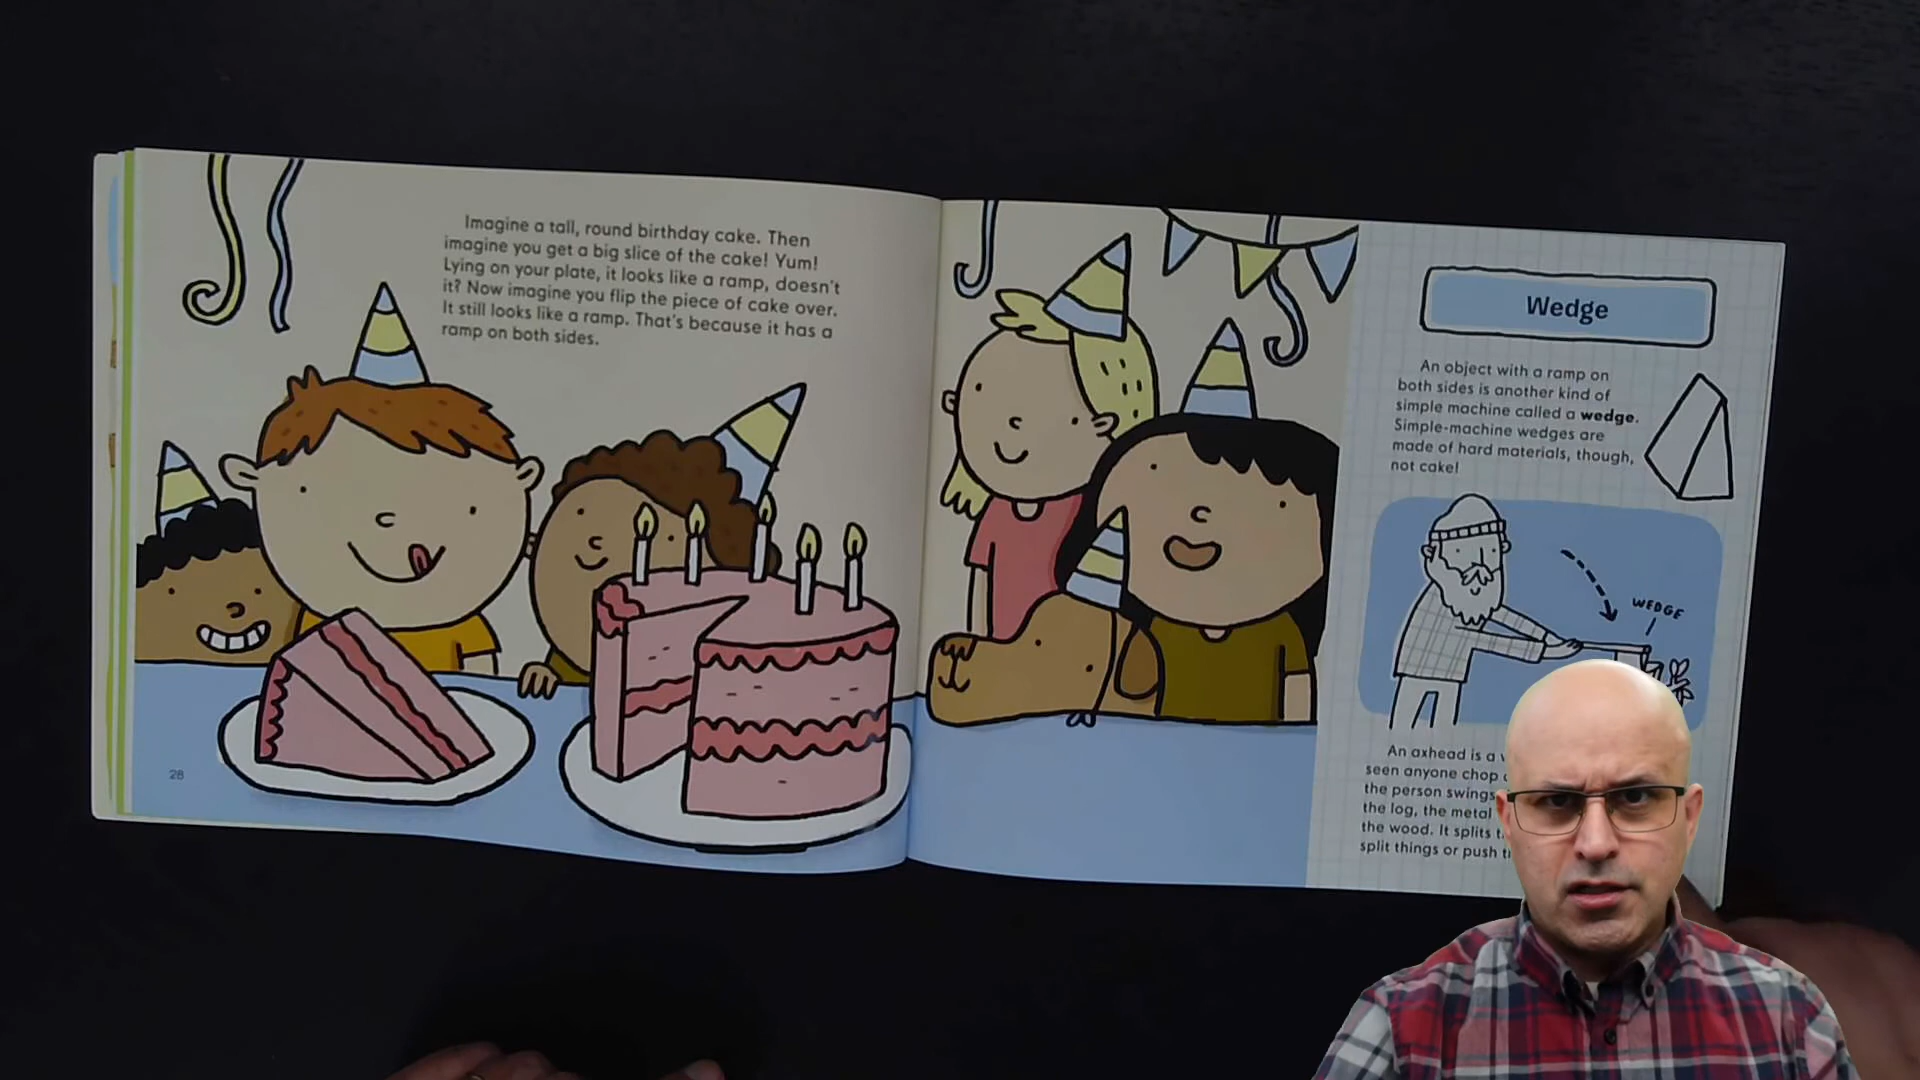 Imagine a tall, round birthday cake. Then
imagine you get a big slice of the cake! Yum!
Lying on your plate, it looks like a ramp, doesn't
it? Now imagine you flip the piece of cake over.
It still looks like a ramp. That's because it has a
ramp on both sides.
28
Wedge
An object with a ramp on
both sides is another kind of
simple machine called a wedge.
Simple-machine wedges are
made of hard materials, though,
not cake!
WEDGE
An axhead is a
seen anyone chop
the person swings
the log, the metal
the wood. It splits
split things or push